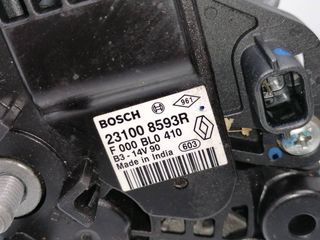 961
BOSCH
23100 8593R
F 000 BL0 410
B3 - 14V 90
Made in India 603